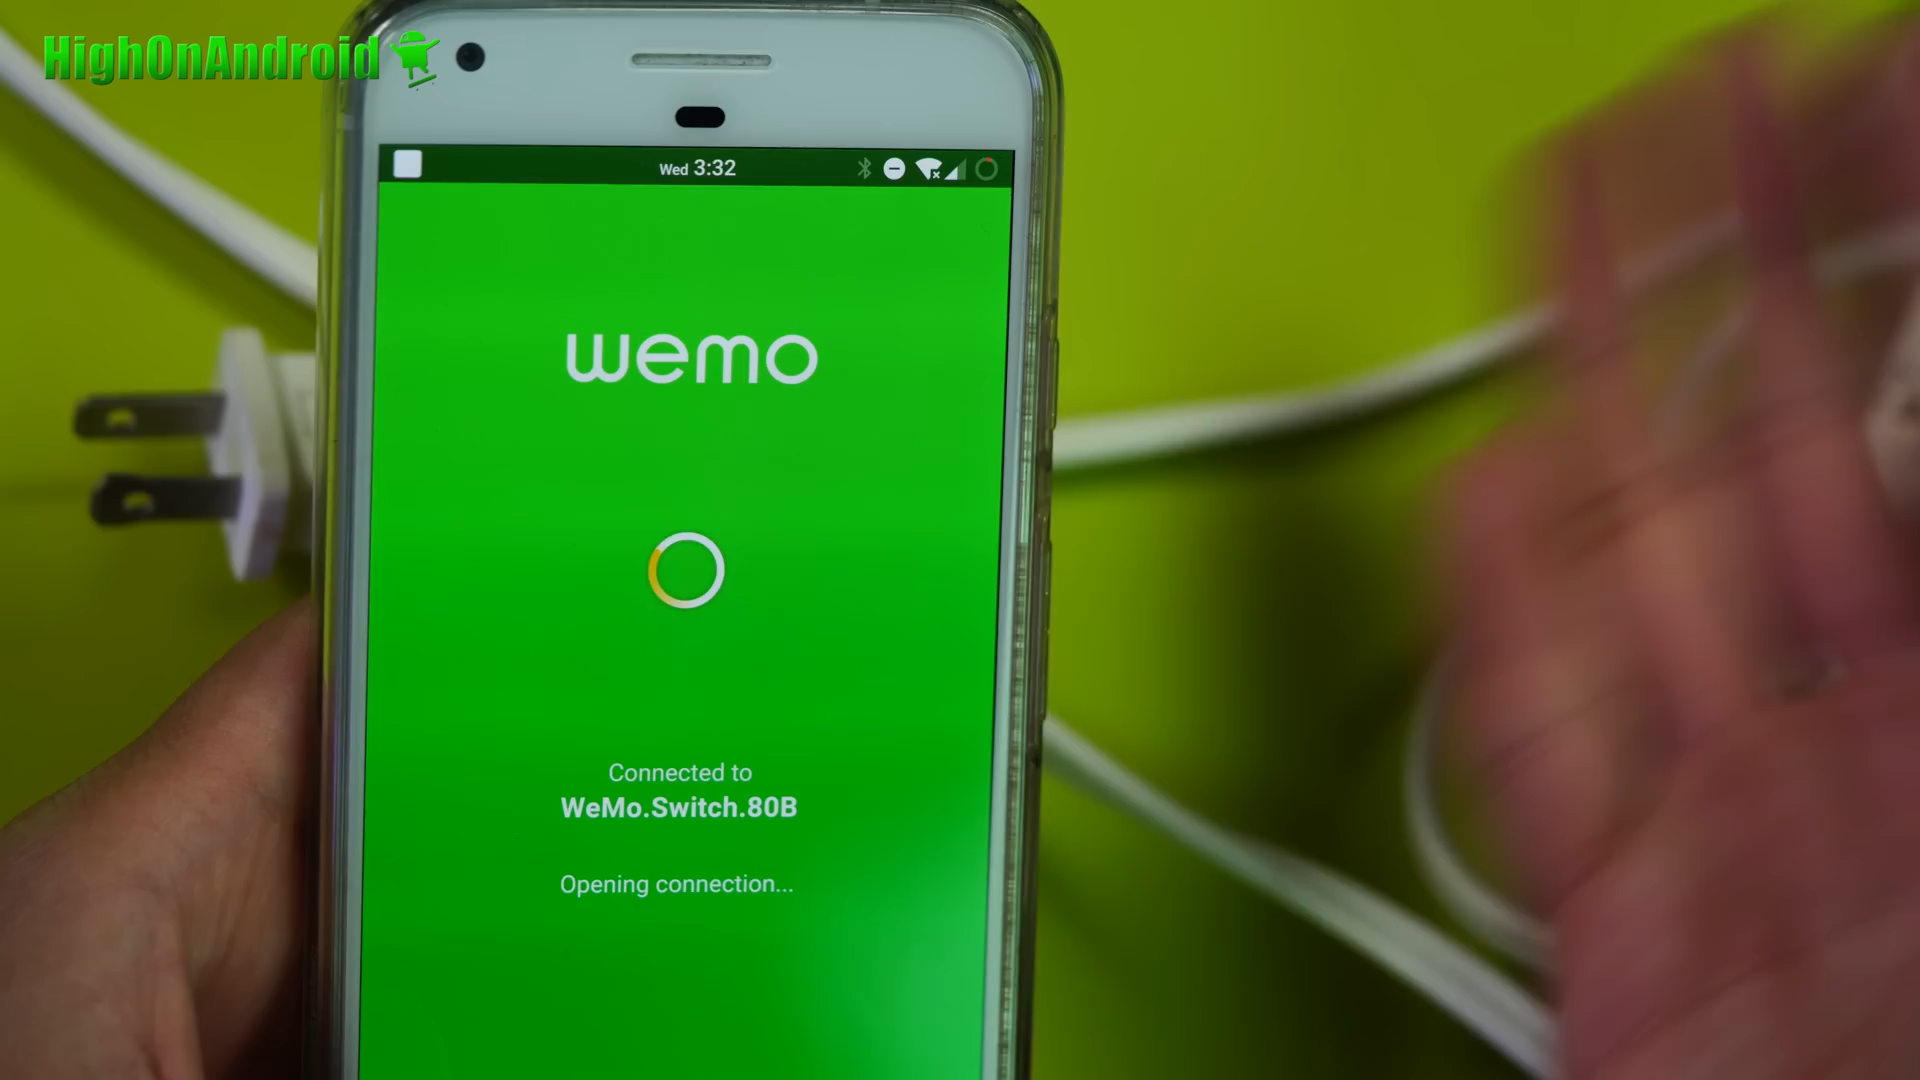 HighOnAndroid
Wed 3:32
wemo
Connected to
WeMo.Switch.80B
Opening connection...